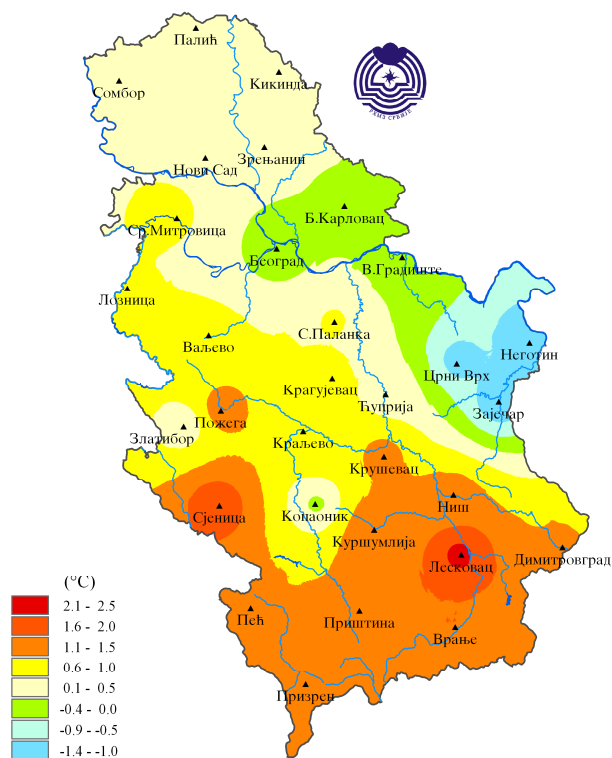 Палић
Кикинда
Сомбор
РХМЗ СРБИЈЕ
Зрењанин
Нови Сад
Б.Карловац
Ср.Митровица
Београд
В.Градиште
Лозница
С.Паланка
Ваљево
Неготин
Црни Врх
Крагујевац
Ћуприја
Зајечар
Пожега
Златибор
Краљево
Крушевац
Ниш
Сјеница
Копаоник
Куршумлија
Димитровград
Лесковац
(°C)
2.1 - 2.5
1.6 - 2.0
1.1 - 1.5
0.6 - 1.0
0.1 - 0.5
-0.4 - 0.0
-0.9 - -0.5
-1.4 - -1.0
Пећ
Приштина
Врање
Призрен